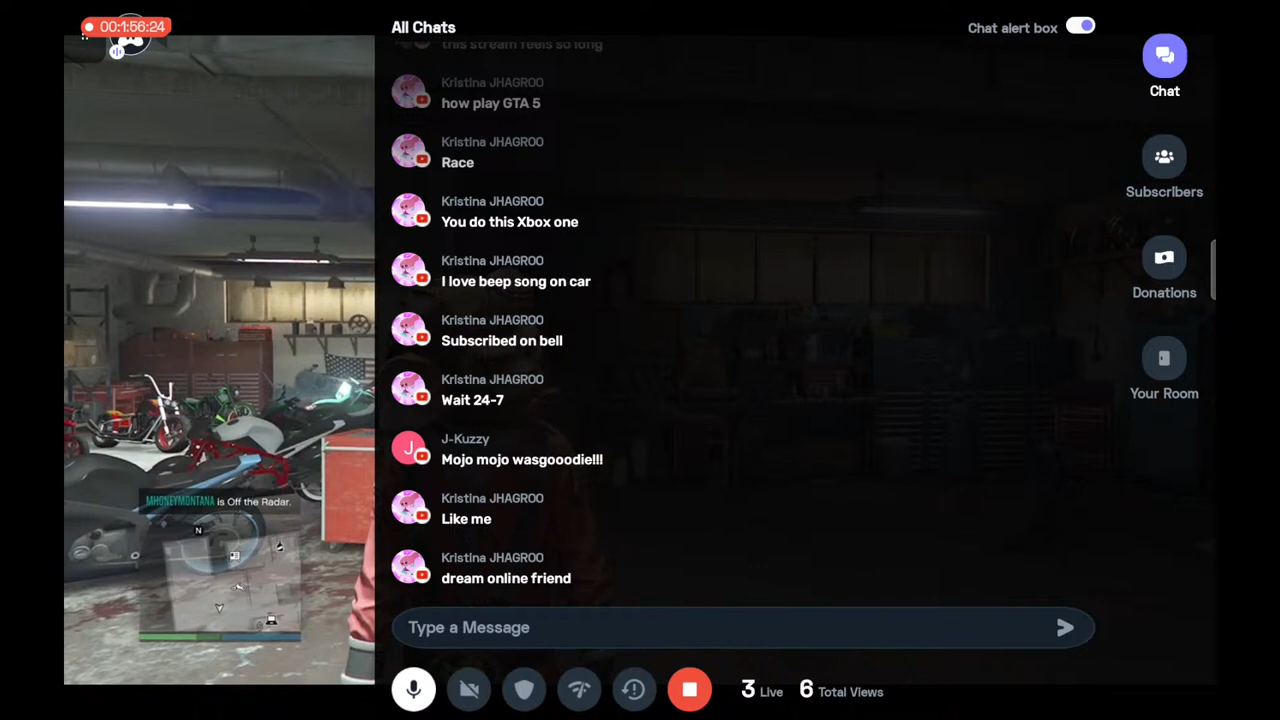 00:1:56:24
All Chats
Chat alert box
this stream feels so long
Kristina JHAGROO
how play GTA 5
Kristina JHAGROO
Race
Kristina JHAGROO
You do this Xbox one
Kristina JHAGROO
I love beep song on car
Kristina JHAGROO
Subscribed on bell
Kristina JHAGROO
Wait 24-7
J
J-Kuzzy
Mojo mojo wasgooodie!!!
Kristina JHAGROO
Like me
Kristina JHAGROO
dream online friend
Type a Message
3 Live 6 Total Views
Chat
Subscribers
Donations
Your Room
MHONEYMONTANA is Off the Radar.
N